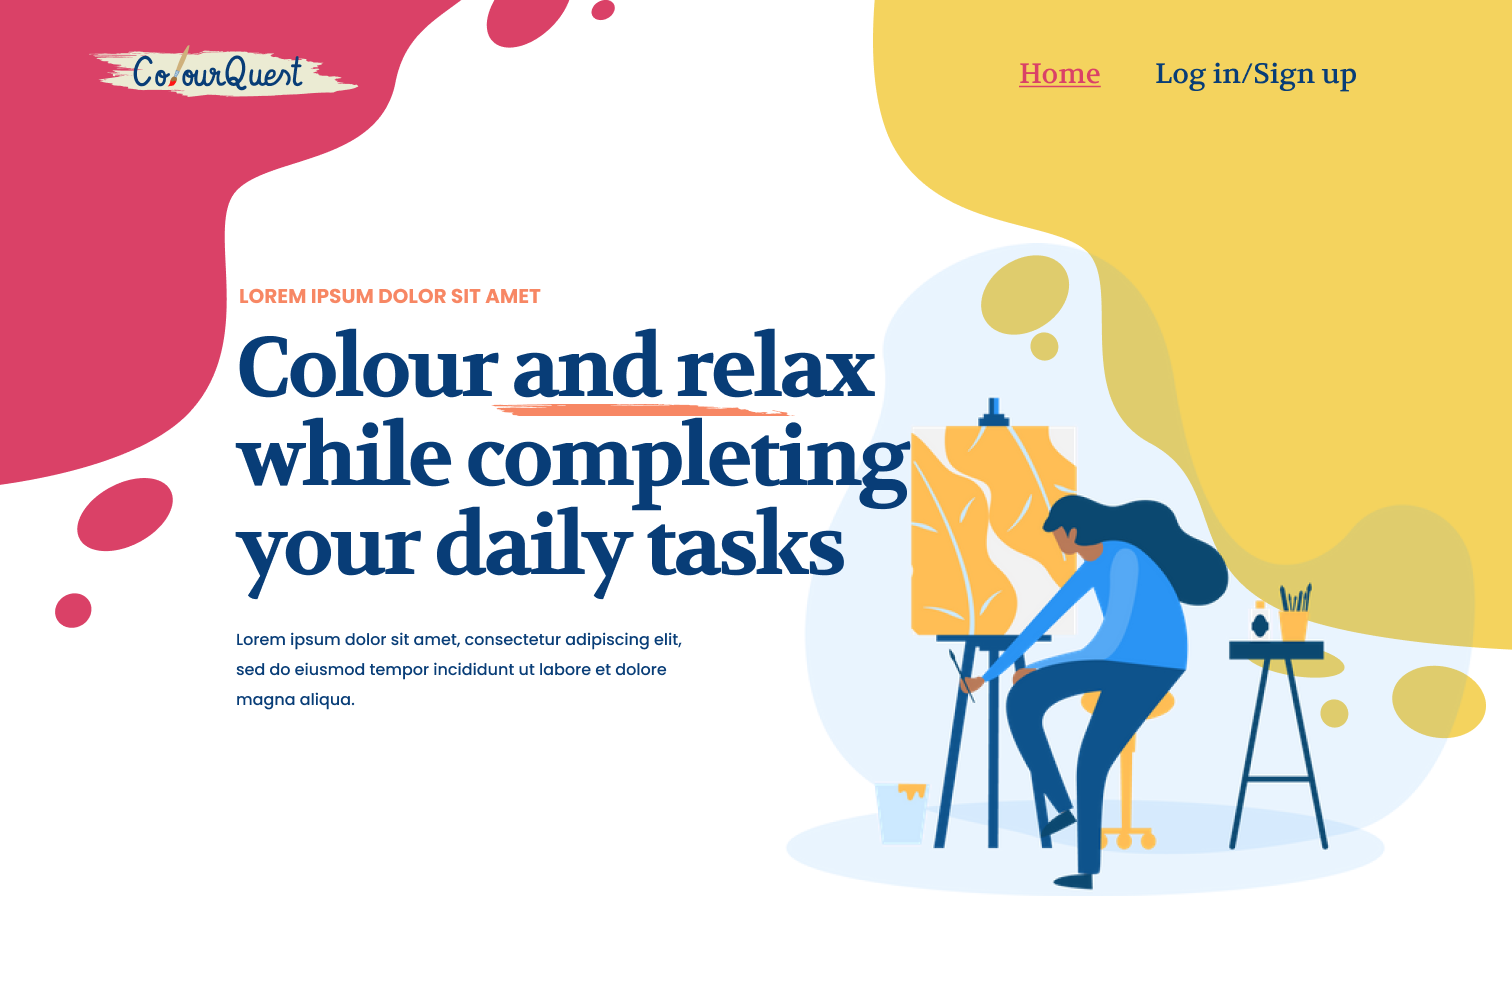 ColourQuest
Home
Log in/Sign up
LOREM IPSUM DOLOR SIT AMET
Colour and relax
while completing
your daily tasks
Lorem ipsum dolor sit amet, consectetur adipiscing elit,
sed do eiusmod tempor incididunt ut labore et dolore
magna aliqua.